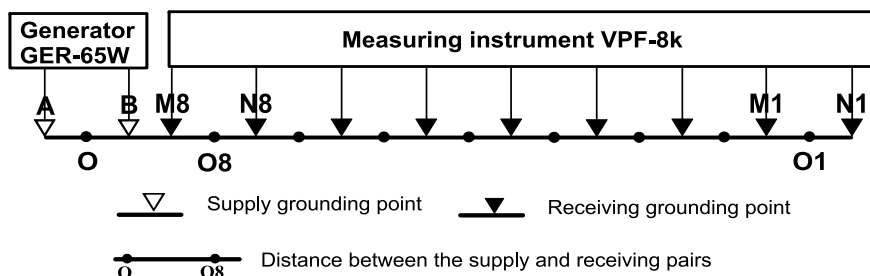 Generator
GER-65W
Measuring instrument VPF-8k
A B M8 N8 M1 N1
O O8 O1
Supply grounding point Receiving grounding point
O O8 Distance between the supply and receiving pairs